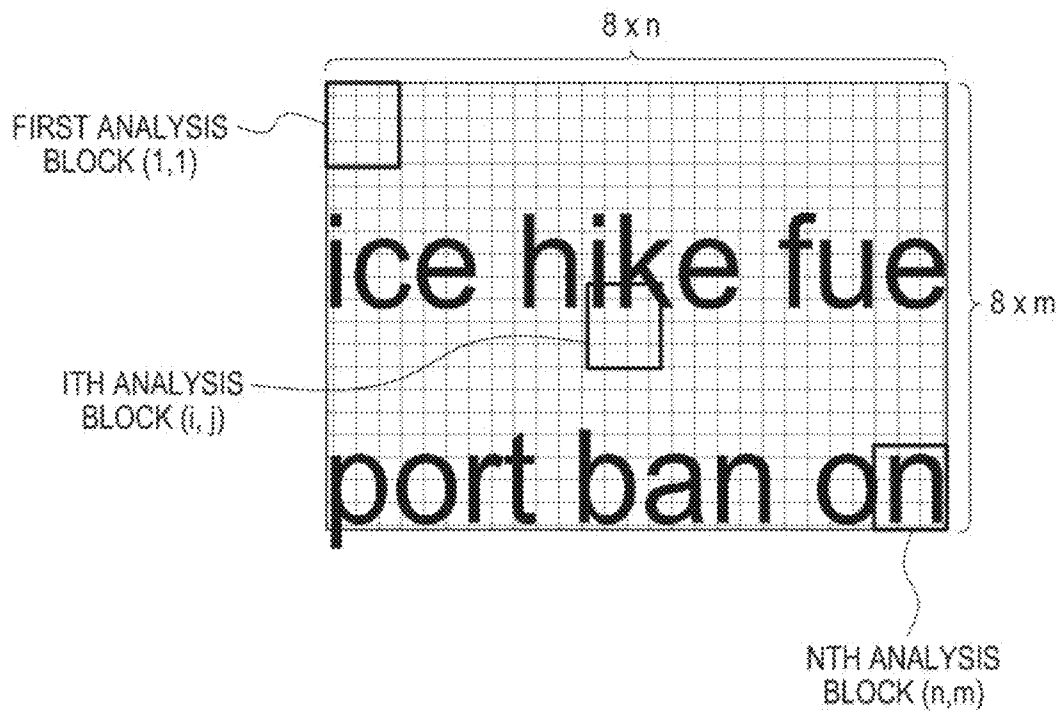 8 x n
FIRST ANALYSIS
BLOCK (1,1)
ice hike fue
8 x m
ITH ANALYSIS
BLOCK (i, j)
port ban on
NTH ANALYSIS
BLOCK (n,m)